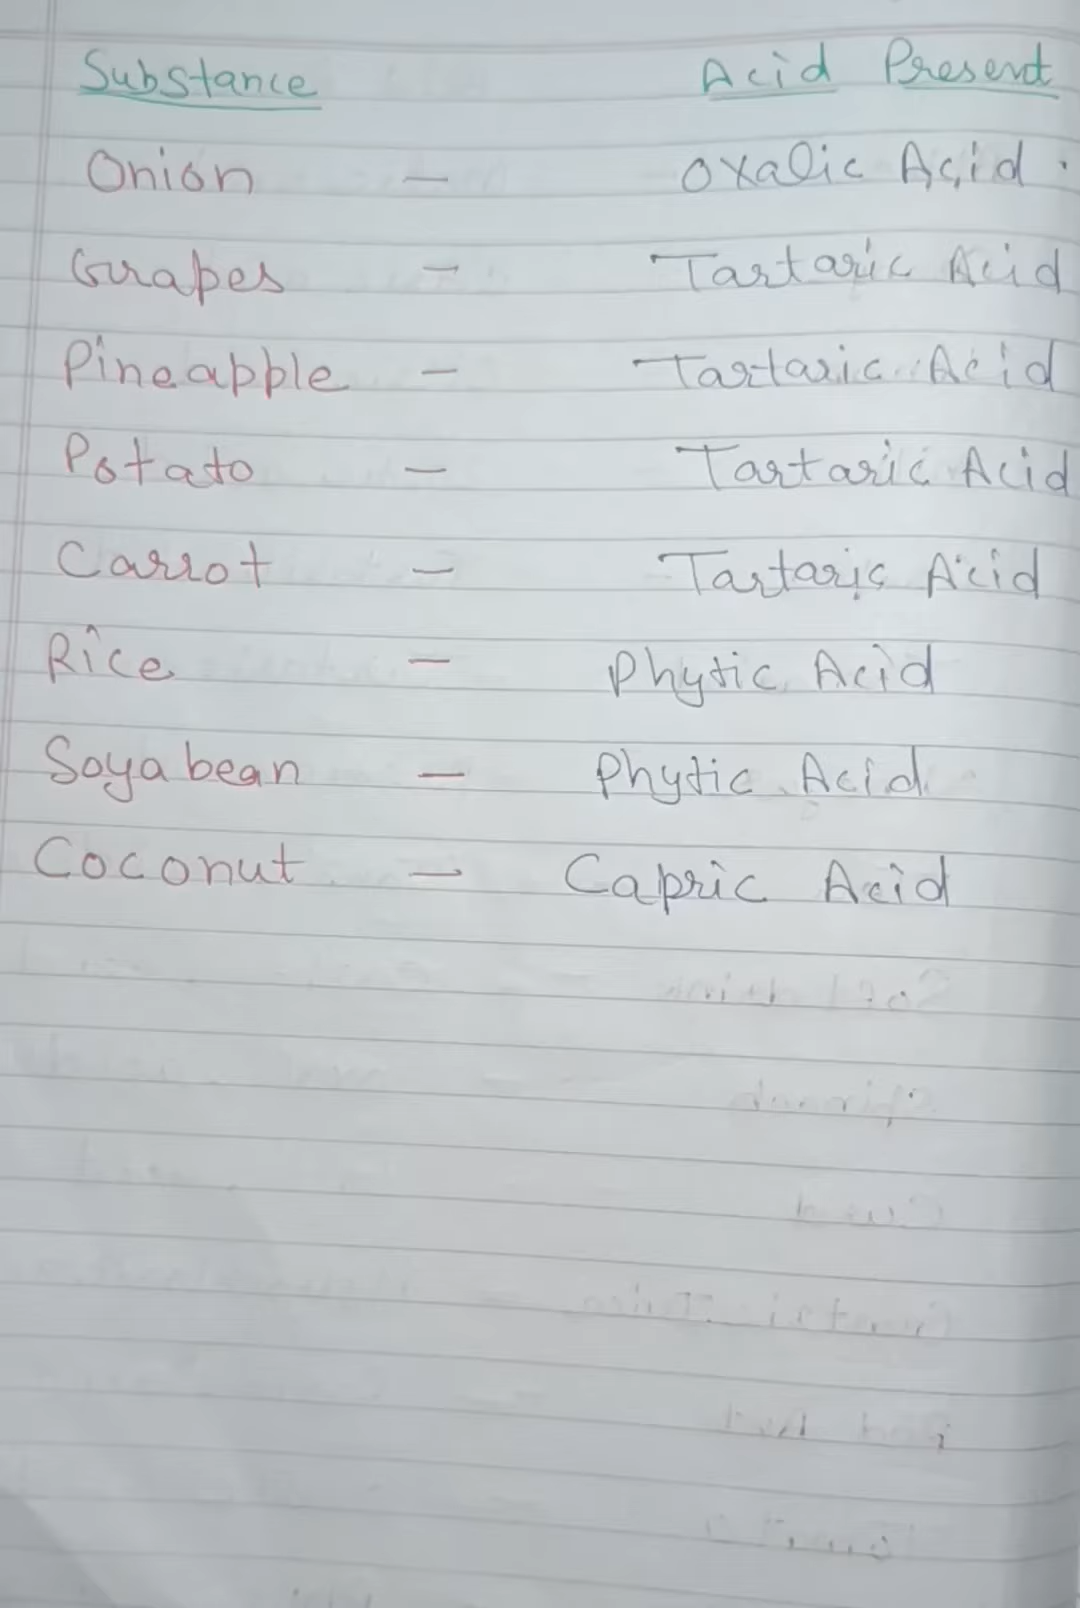 Substance Acid Present
Onion - Oxalic Acid
Grapes - Tartaric Acid
Pineapple - Tartaric Acid
Potato - Tartaric Acid
Carrot - Tartaric Acid
Rice - Phytic Acid
Soyabean - Phytic Acid
Coconut - Capric Acid